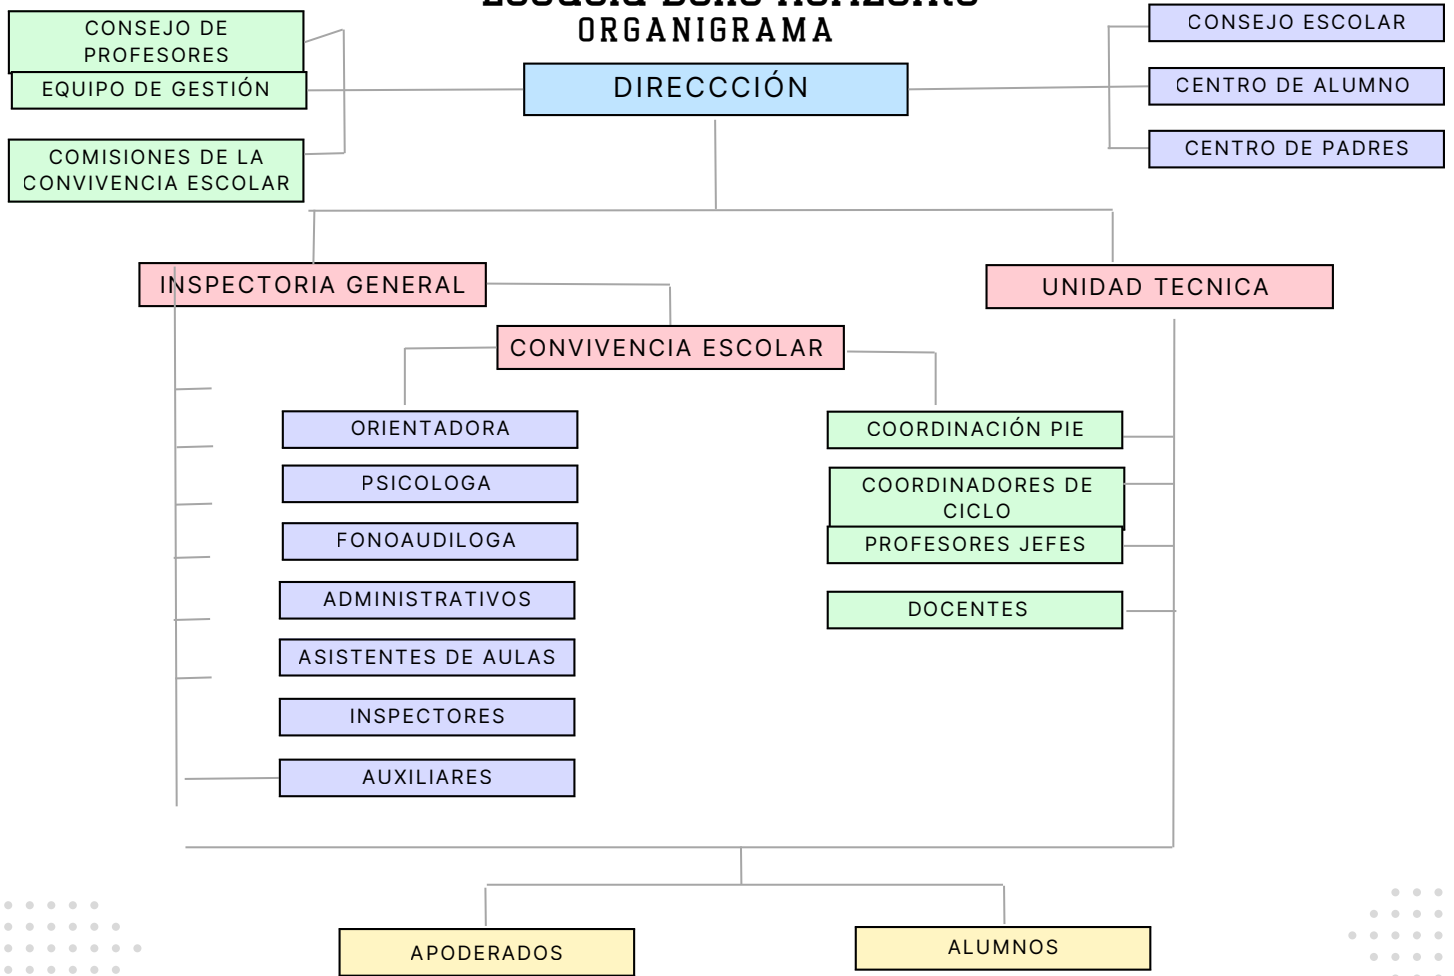 ORGANIGRAMA
CONSEJO DE
PROFESORES
EQUIPO DE GESTIÓN
COMISIONES DE LA
CONVIVENCIA ESCOLAR
DIRECCCIÓN
CONSEJO ESCOLAR
CENTRO DE ALUMNO
CENTRO DE PADRES
INSPECTORIA GENERAL
UNIDAD TECNICA
CONVIVENCIA ESCOLAR
ORIENTADORA
PSICOLOGA
FONOAUDILOGA
ADMINISTRATIVOS
ASISTENTES DE AULAS
INSPECTORES
AUXILIARES
COORDINACIÓN PIE
COORDINADORES DE
CICLO
PROFESORES JEFES
DOCENTES
APODERADOS
ALUMNOS